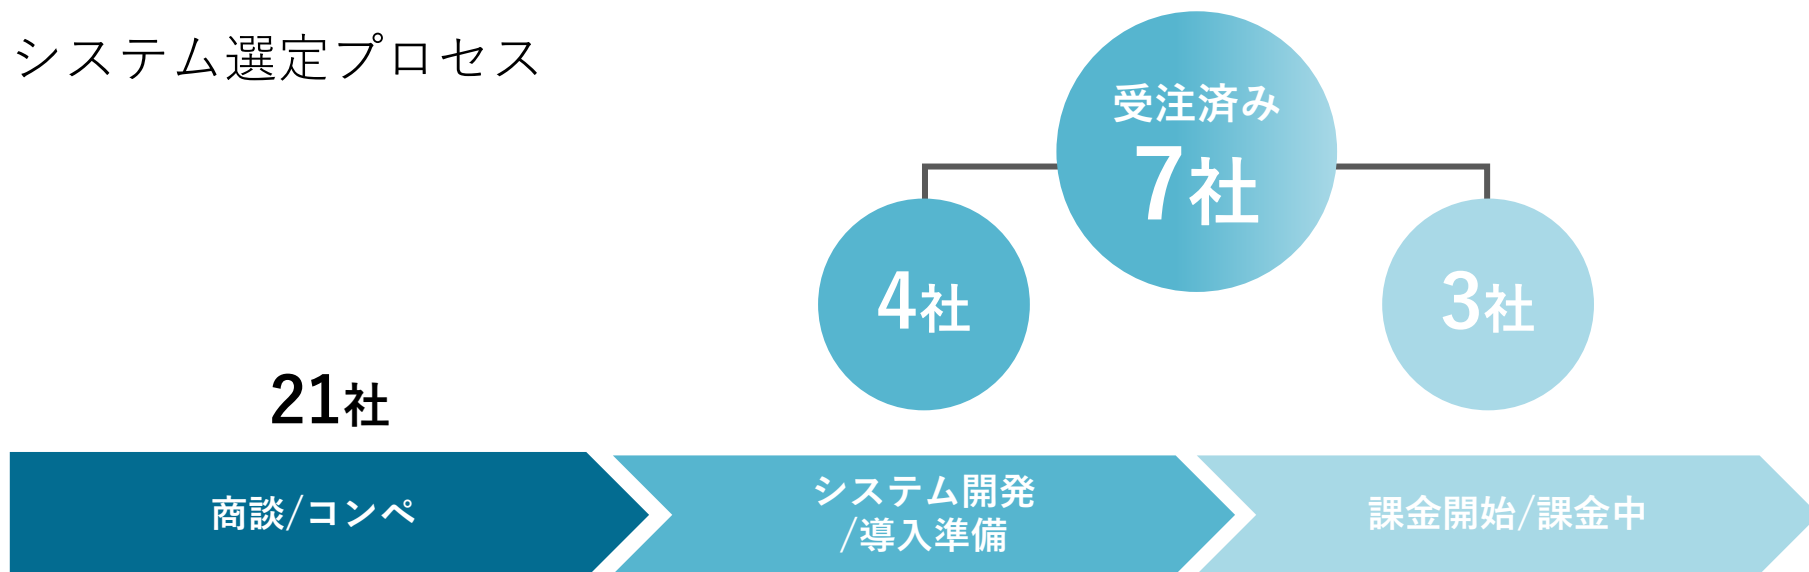 システム選定プロセス
受注済み
7社
4社
3社
21社
商談/コンペ
システム開発
/導入準備
課金開始/課金中